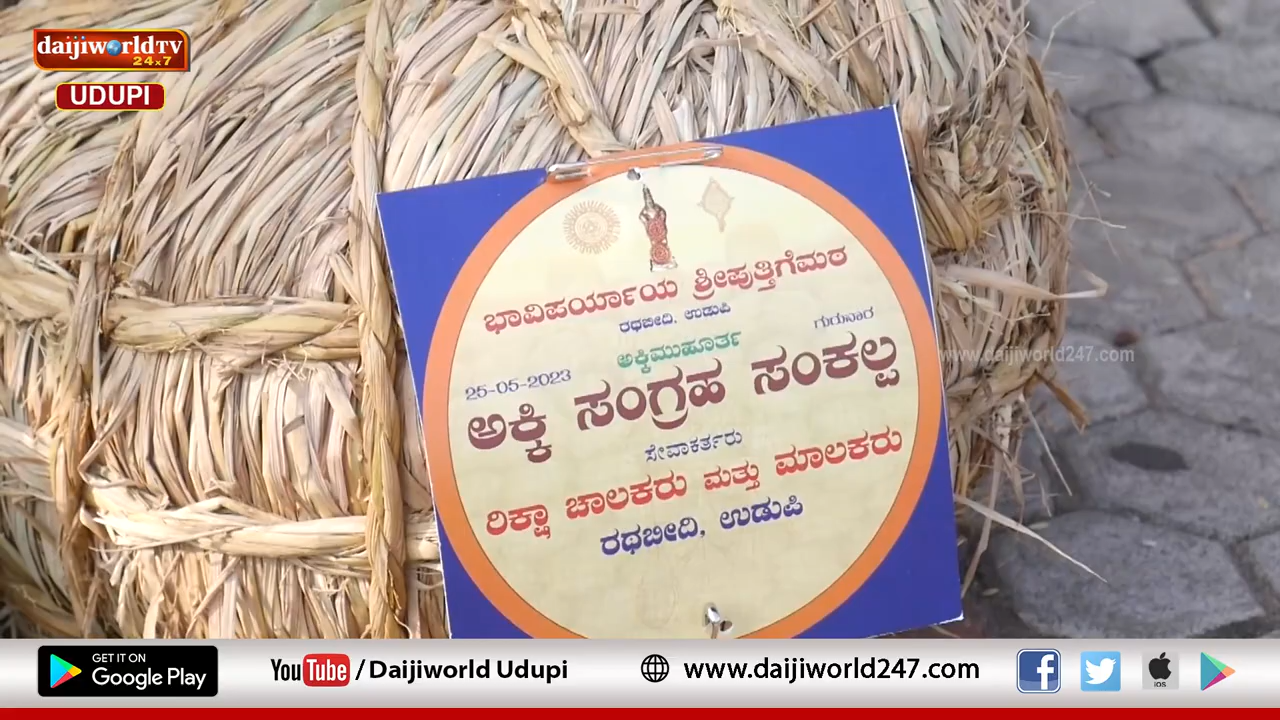 daijiworldTV
24x7
UDUPI
ಭಾವಿಪರ್ಯಾಯ ಶ್ರೀಪುತ್ತಿಗೆಮಠ
ರಥಬೀದಿ. ಉಡುಪಿ
ಅಕ್ಕಿಮುಹೂರ್ತ
25-05-2023
ಗುರುವಾರ
ಅಕ್ಕಿ ಸಂಗ್ರಹ ಸಂಕಲ್ಪ
ಸೇವಾಕರ್ತರು
ರಿಕ್ಷಾ ಚಾಲಕರು ಮತ್ತು ಮಾಲಕರು
ರಥಬೀದಿ, ಉಡುಪಿ
www.daijiworld247.com
GET IT ON
Google Play
YouTube /Daijiworld Udupi
www.daijiworld247.com
iOS